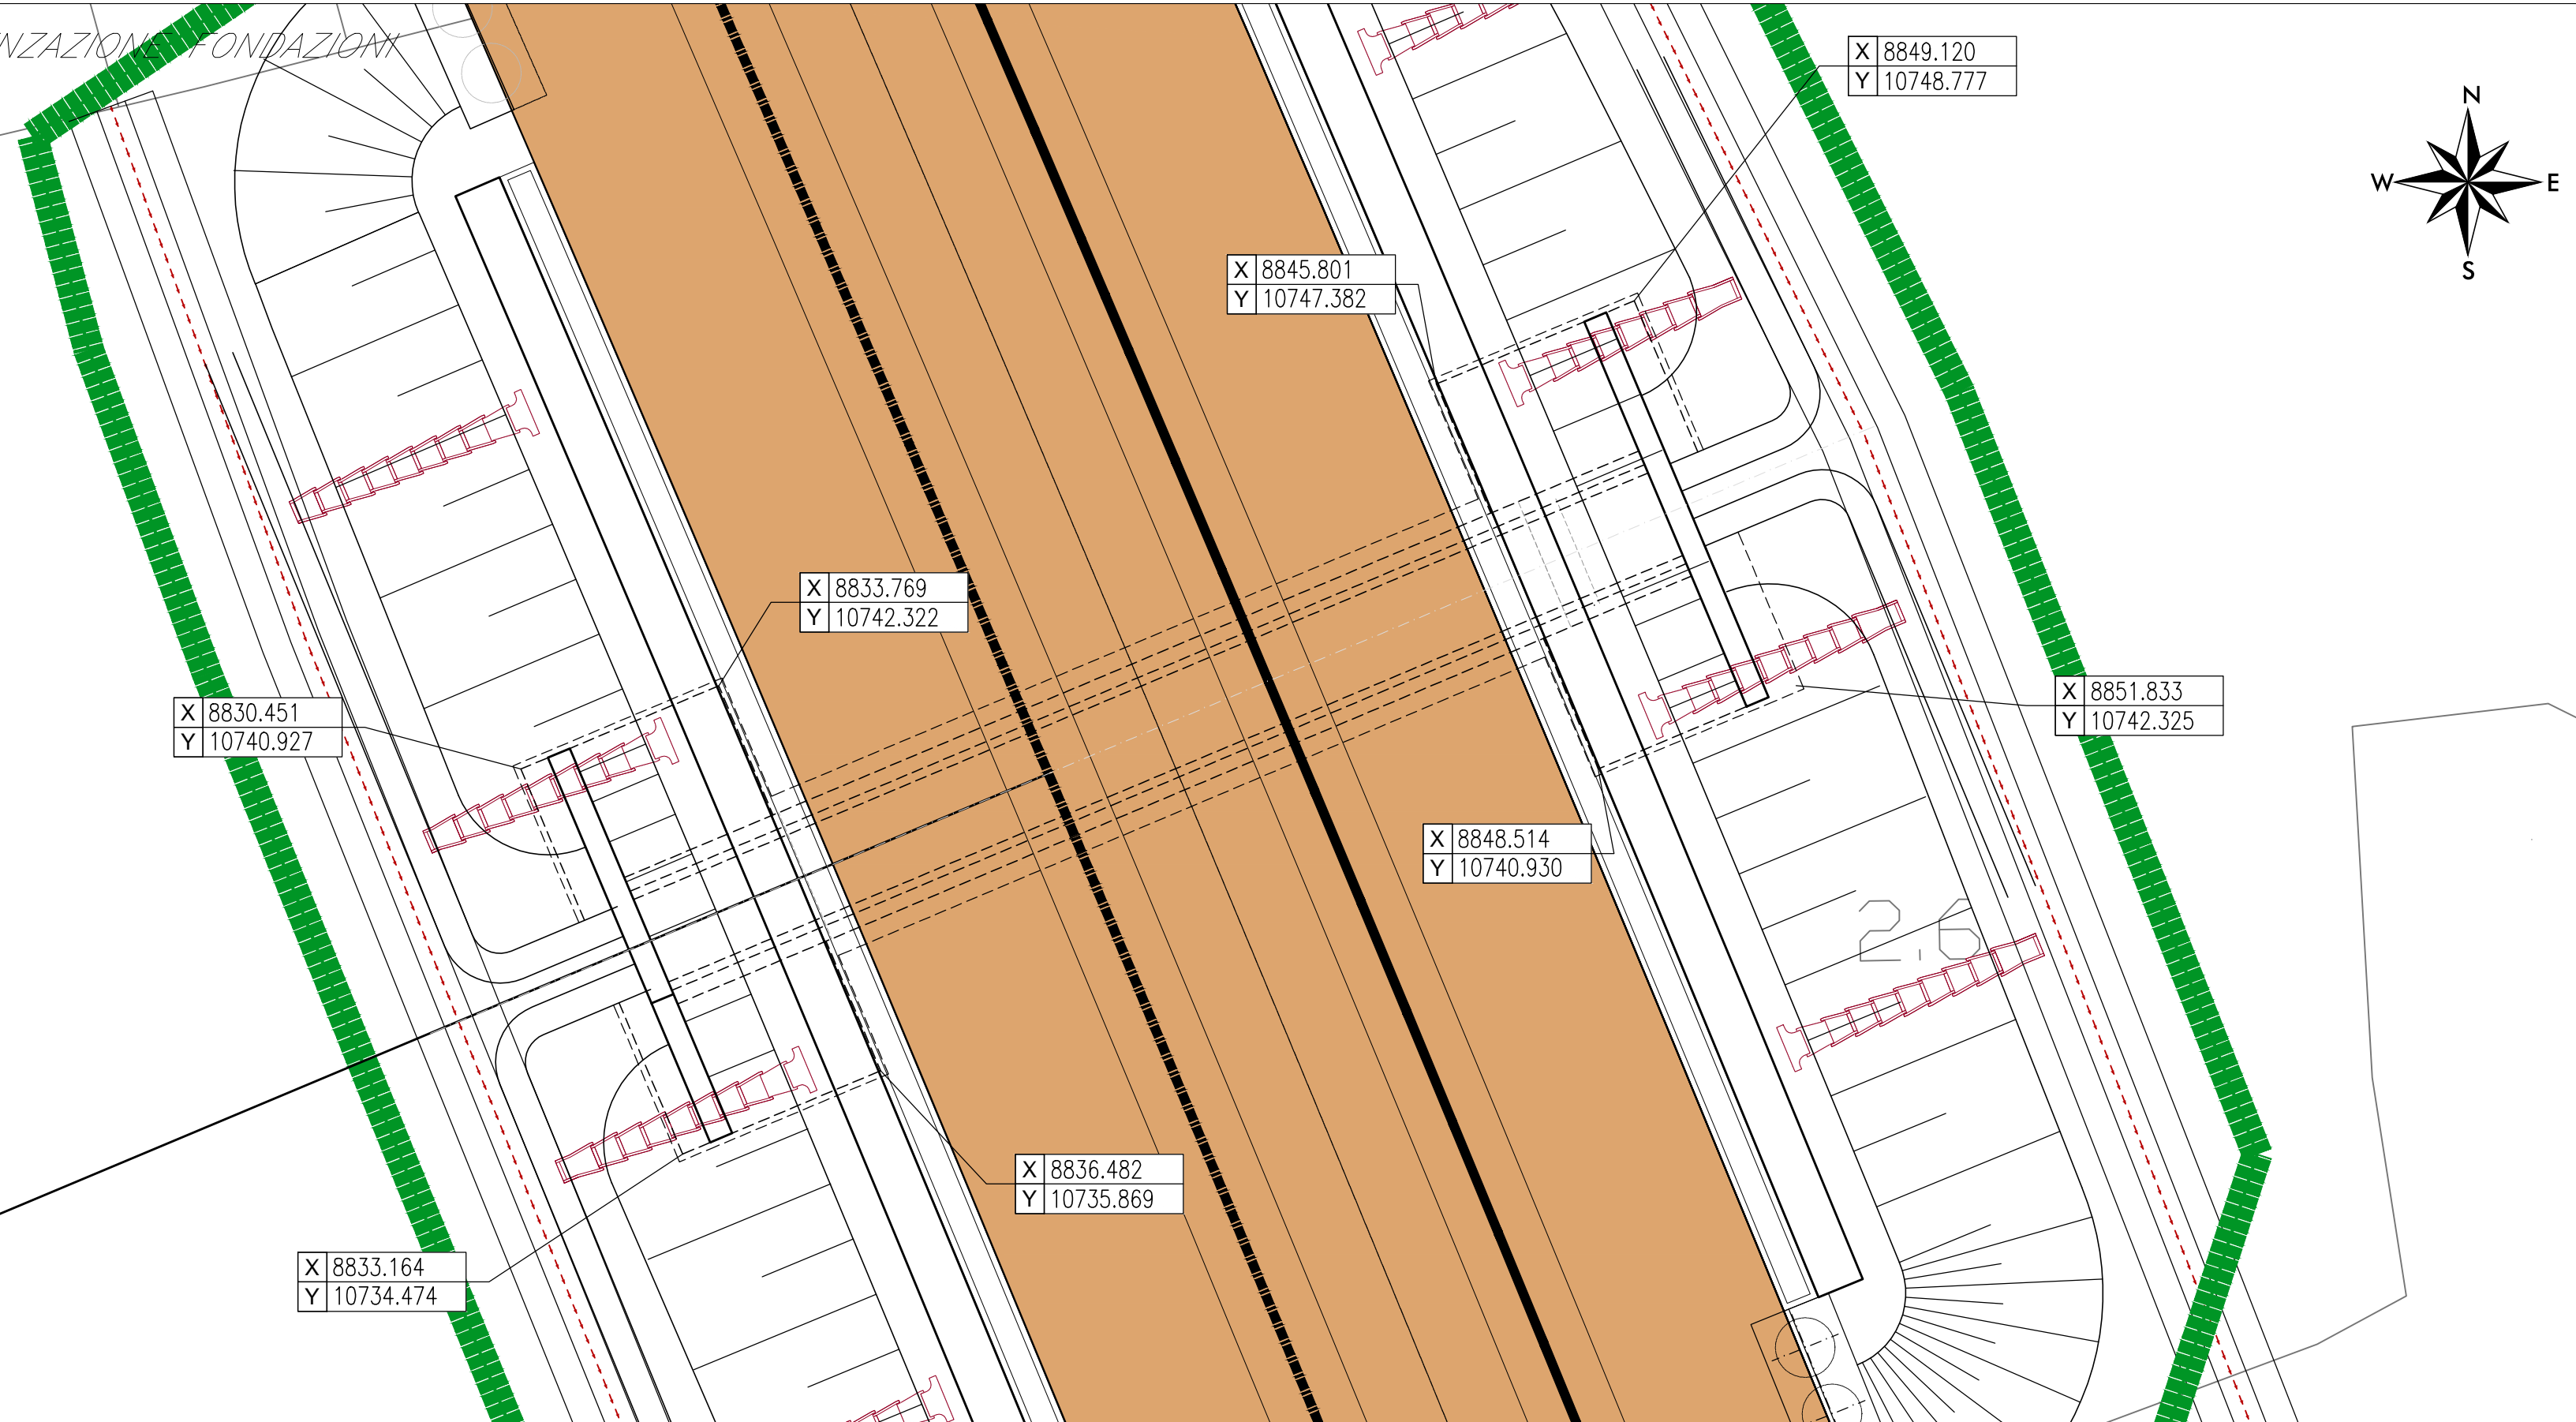 NZAZIONE FONDAZIONI
X 8849.120
Y 10748.777
N
W E
S
X 8845.801
Y 10747.382
X 8833.769
Y 10742.322
X 8830.451
Y 10740.927
X 8851.833
Y 10742.325
X 8848.514
Y 10740.930
2.6
X 8836.482
Y 10735.869
X 8833.164
Y 10734.474